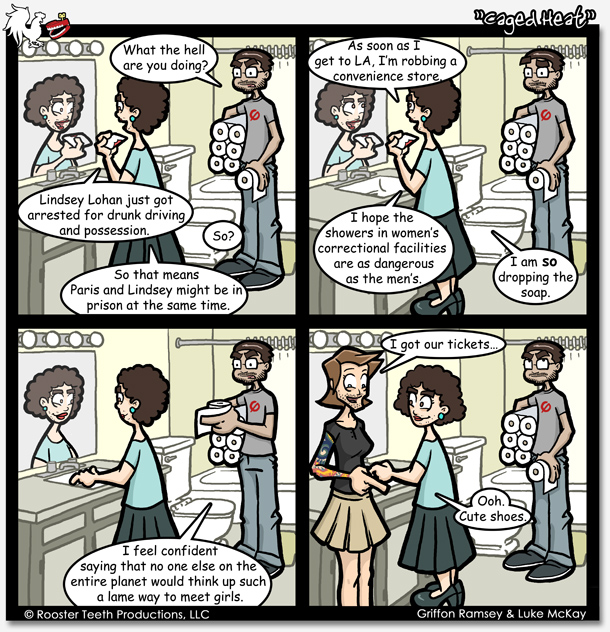 "Caged Heat"
What the hell
are you doing?
Lindsey Lohan just got
arrested for drunk driving
and possession.
So?
So that means
Paris and Lindsey might be in
prison at the same time.
As soon as I
get to LA, I'm robbing a
convenience store.
I hope the
showers in women's
correctional facilities
are as dangerous
as the men's.
I am so
dropping the
soap.
I feel confident
saying that no one else on the
entire planet would think up such
a lame way to meet girls.
I got our tickets...
Ooh.
Cute shoes.
© Rooster Teeth Productions, LLC
Griffon Ramsey & Luke McKay